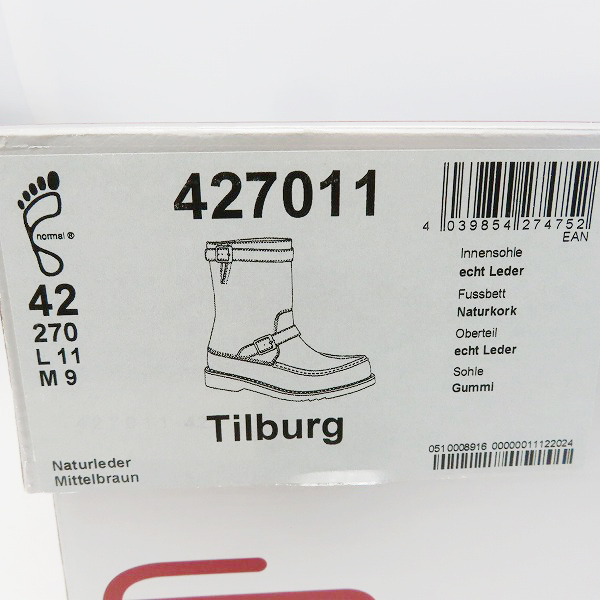 427011
normal ®
42
270
L 11
M 9
Tilburg
Naturleder
Mittelbraun
4 039854 274752
EAN
Innensohle
echt Leder
Fussbett
Naturkork
Oberteil
echt Leder
Sohle
Gummi
0510008916 00000011122024